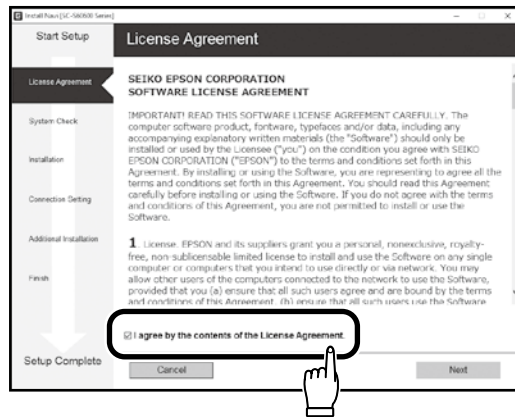 Install Navi [SC-S80600 Series]
Start Setup
License Agreement
License Agreement
System Check
Installation
Connection Setting
Additional Installation
Finish
Setup Complete
SEIKO EPSON CORPORATION
SOFTWARE LICENSE AGREEMENT
IMPORTANT! READ THIS SOFTWARE LICENSE AGREEMENT CAREFULLY. The
computer software product, fontware, typefaces and/or data, including any
accompanying explanatory written materials (the "Software") should only be
installed or used by the Licensee ("you") on the condition you agree with SEIKO
EPSON CORPORATION ("EPSON") to the terms and conditions set forth in this
Agreement. By installing or using the Software, you are representing to agree all the
terms and conditions set forth in this Agreement. You should read this Agreement
carefully before installing or using the Software. If you do not agree with the terms
and conditions of this Agreement, you are not permitted to install or use the
Software.
1. License. EPSON and its suppliers grant you a personal, nonexclusive, royalty-
free, non-sublicensable limited license to install and use the Software on any single
computer or computers that you intend to use directly or via network. You may
allow other users of the computers connected to the network to use the Software,
provided that you (a) ensure that all such users agree and are bound by the terms
and conditions of this Agreement, (b) ensure that all such users use the Software
I agree by the contents of the License Agreement.
Cancel
Next